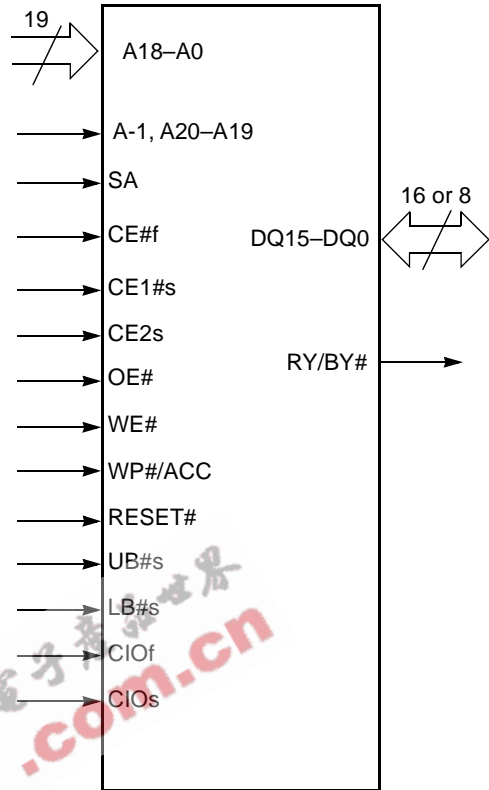 19
A18–A0
A-1, A20–A19
SA
CE#f
CE1#s
CE2s
OE#
WE#
WP#/ACC
RESET#
UB#s
LB#s
CIOf
CIOs
16 or 8
DQ15–DQ0
RY/BY#
.com.cn